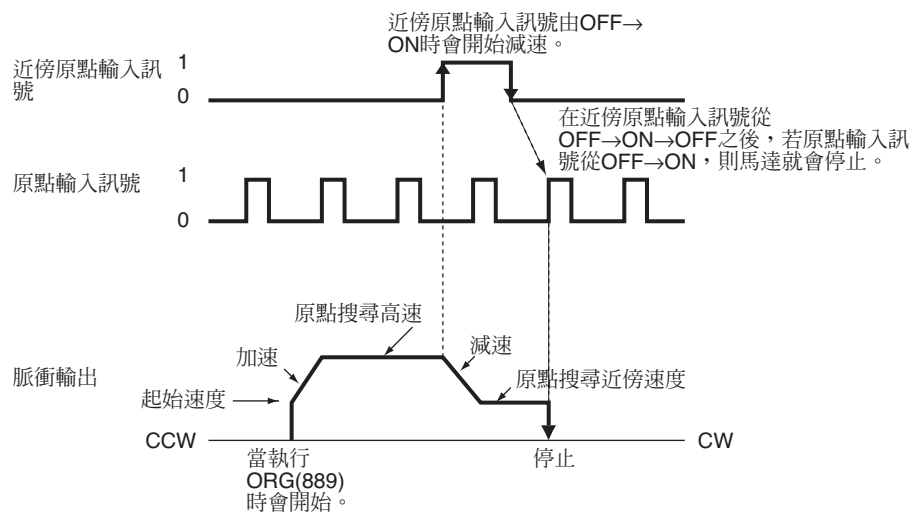 近傍原點輸入訊號由OFF→
ON時會開始減速。
近傍原點輸入訊
號
1
0
在近傍原點輸入訊號從
OFF→ON→OFF之後，若原點輸入訊
號從OFF→ON，則馬達就會停止。
原點輸入訊號
1
0
原點搜尋高速
加速
減速
脈衝輸出
原點搜尋近傍速度
起始速度
CCW
CW
當執行
ORG(889)
時會開始。
停止